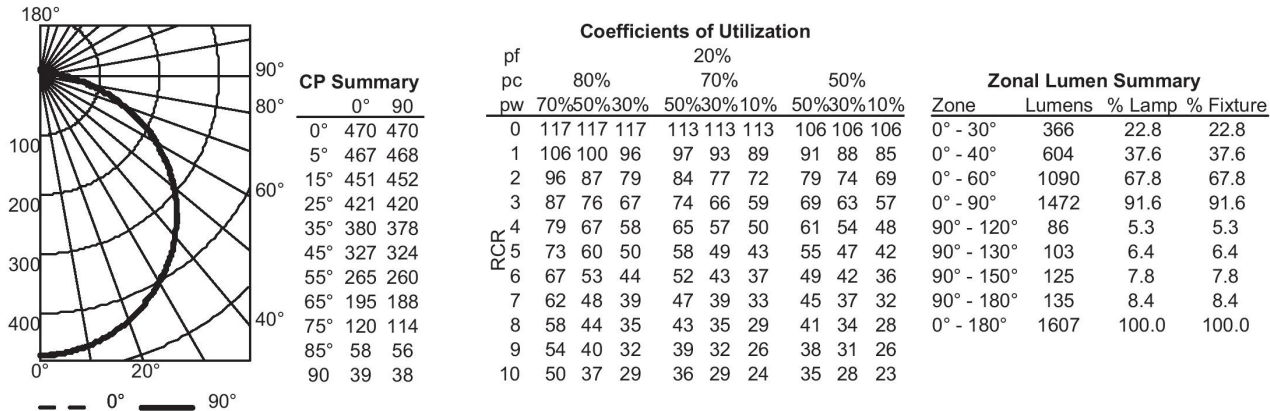 180°
90°
80°
60°
40°
100
200
300
400
0° 20°
0° 90°
CP Summary
0° 90
0° 470 470
5° 467 468
15° 451 452
25° 421 420
35° 380 378
45° 327 324
55° 265 260
65° 195 188
75° 120 114
85° 58 56
90 39 38
Coefficients of Utilization
pf 20%
pc 80% 70% 50%
pw 70%50%30% 50%30%10% 50%30%10%
RCR
0 117 117 117 113 113 113 106 106 106
1 106 100 96 97 93 89 91 88 85
2 96 87 79 84 77 72 79 74 69
3 87 76 67 74 66 59 69 63 57
4 79 67 58 65 57 50 61 54 48
5 73 60 50 58 49 43 55 47 42
6 67 53 44 52 43 37 49 42 36
7 62 48 39 47 39 33 45 37 32
8 58 44 35 43 35 29 41 34 28
9 54 40 32 39 32 26 38 31 26
10 50 37 29 36 29 24 35 28 23
Zonal Lumen Summary
Zone Lumens % Lamp % Fixture
0° - 30° 366 22.8 22.8
0° - 40° 604 37.6 37.6
0° - 60° 1090 67.8 67.8
0° - 90° 1472 91.6 91.6
90° - 120° 86 5.3 5.3
90° - 130° 103 6.4 6.4
90° - 150° 125 7.8 7.8
90° - 180° 135 8.4 8.4
0° - 180° 1607 100.0 100.0